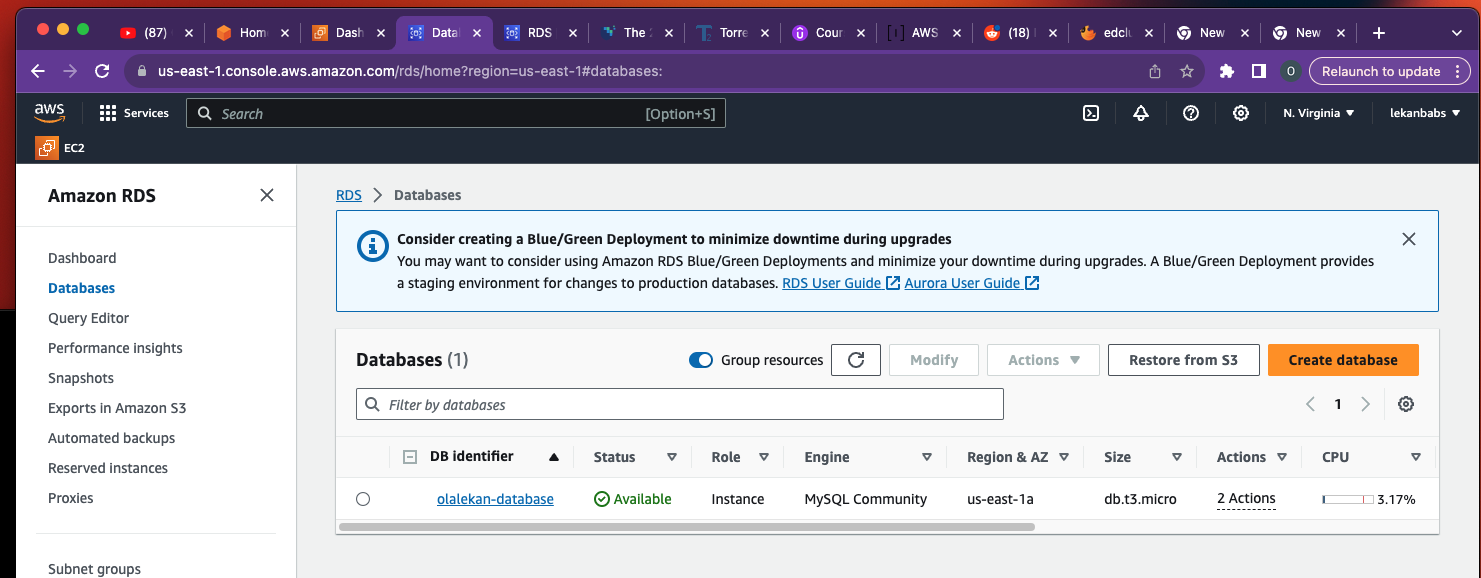 (87)
Hom
Dash
Datal
RDS
The 2
Torre
Cour
AWS
(18) I
edclu
New
New
us-east-1.console.aws.amazon.com/rds/home?region=us-east-1#databases:
O
Relaunch to update
aws
Services
Search
[Option+S]
N. Virginia
lekanbabs
EC2
Amazon RDS
Dashboard
Databases
Query Editor
Performance insights
Snapshots
Exports in Amazon S3
Automated backups
Reserved instances
Proxies
Subnet groups
RDS > Databases
Consider creating a Blue/Green Deployment to minimize downtime during upgrades
You may want to consider using Amazon RDS Blue/Green Deployments and minimize your downtime during upgrades. A Blue/Green Deployment provides
a staging environment for changes to production databases. RDS User Guide Aurora User Guide
Databases (1)
Group resources
Modify
Actions
Restore from S3
Create database
Filter by databases
1
DB identifier Status Role Engine Region & AZ Size Actions CPU
olalekan-database Available Instance MySQL Community us-east-1a db.t3.micro 2 Actions 3.17%